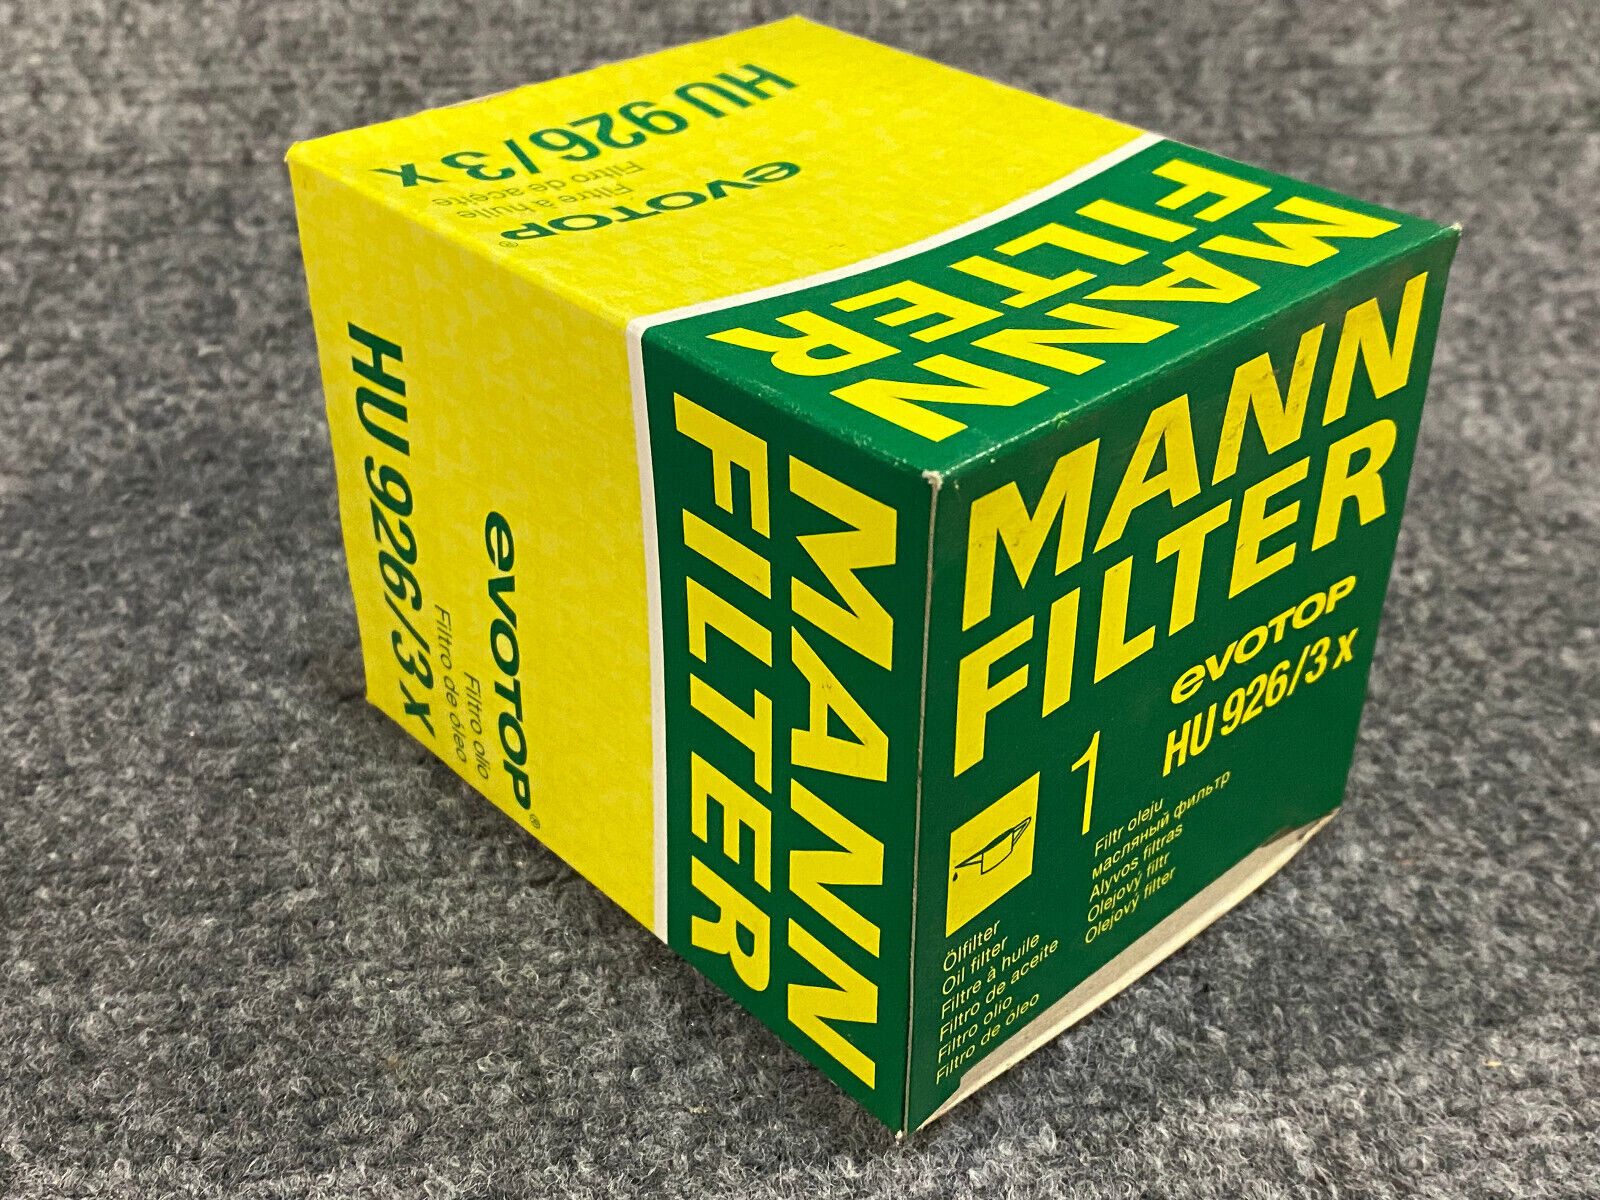 HU 926/3 x
Filtre à huile
Filtro de aceite
evOTOP®
MANN
FILTER
HU 926/3 x
evOTOP®
Filtro olio
Filtro de óleo
MANN
FILTER
MANN
FILTER
evOTOP
1
HU 926/3 x
Ölfilter
Oil filter
Filtre à huile
Filtro de aceite
Filtro olio
Filtro de óleo
Filtr oleju
масляный фильтр
Alyvos filtras
Olejový filtr
Olejový filter